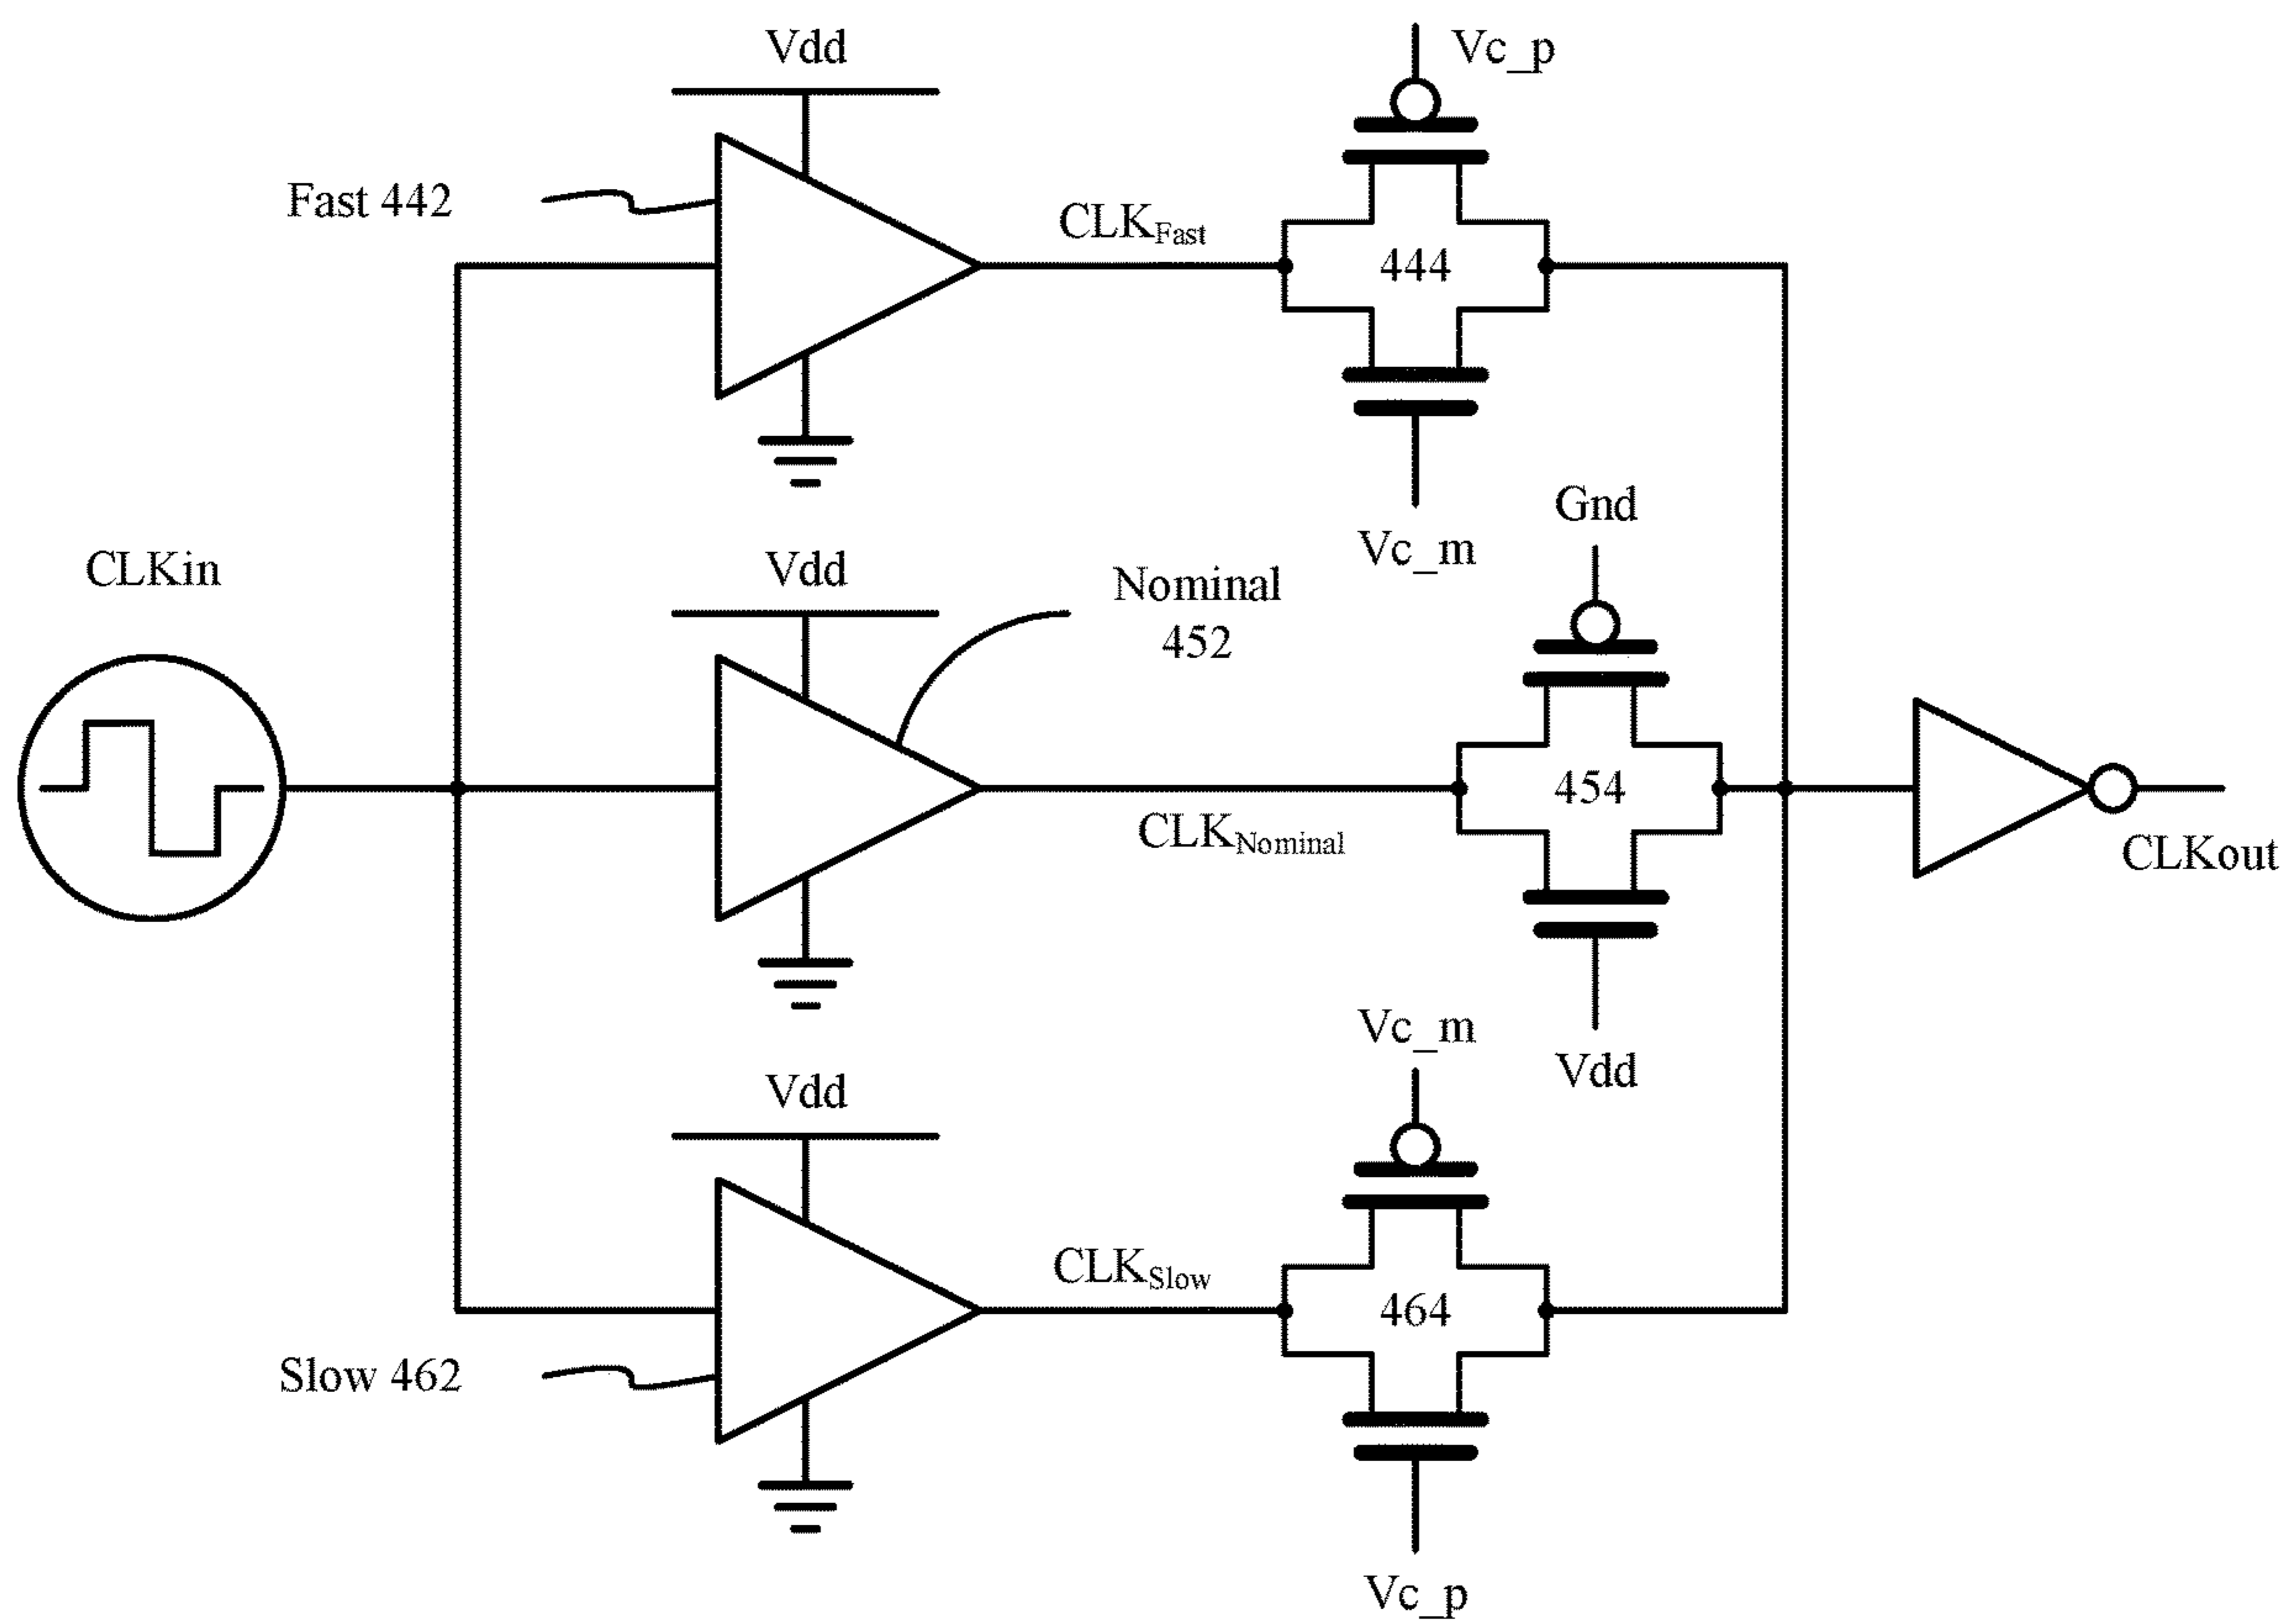 Vdd
Vc_p
Fast 442
CLKFast
444
Vc_m
Gnd
CLKin
Vdd
Nominal
452
454
CLKNominal
CLKout
Vc_m
Vdd
Vdd
CLKSlow
464
Slow 462
Vc_p